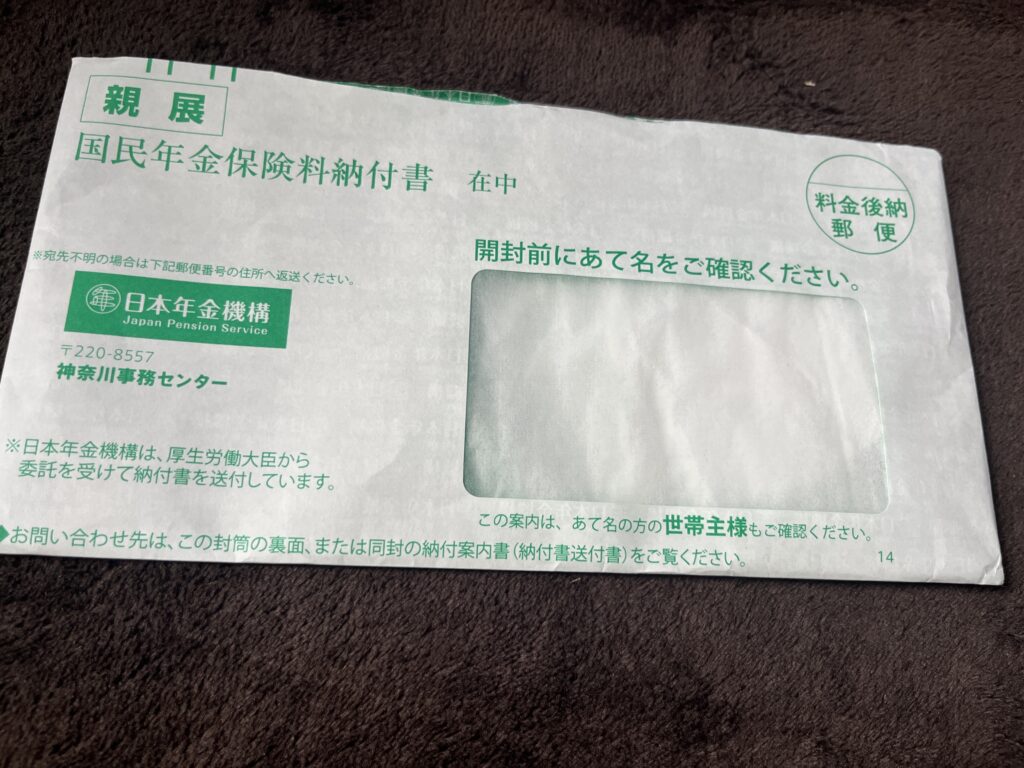 親展
国民年金保険料納付書 在中
料金後納
郵便
※宛先不明の場合は下記郵便番号の住所へ返送ください。
日本年金機構
Japan Pension Service
〒220-8557
神奈川事務センター
※日本年金機構は、厚生労働大臣から
委託を受けて納付書を送付しています。
開封前にあて名をご確認ください。
この案内は、あて名の方の世帯主様もご確認ください。
◆お問い合わせ先は、この封筒の裏面、または同封の納付案内書(納付書送付書)をご覧ください。
14